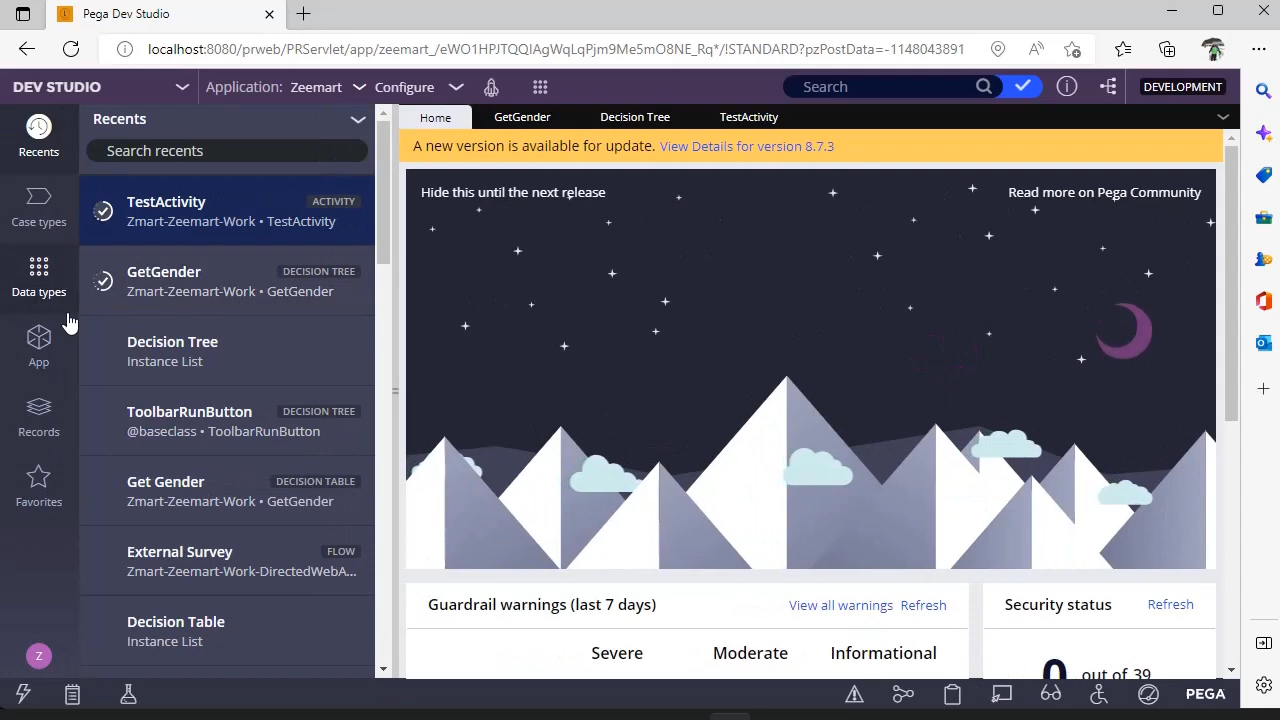 Pega Dev Studio
localhost:8080/prweb/PRServlet/app/zeemart_/eWO1HPJTQQIAgWqLqPjm9Me5mO8NE_Rq*/!STANDARD?pzPostData=-1148043891
DEV STUDIO
Application: Zeemart
Configure
Search
DEVELOPMENT
Recents
Case types
Data types
App
Records
Favorites
Z
Recents
Search recents
TestActivity ACTIVITY
Zmart-Zeemart-Work • TestActivity
GetGender DECISION TREE
Zmart-Zeemart-Work • GetGender
Decision Tree
Instance List
ToolbarRunButton DECISION TREE
@baseclass • ToolbarRunButton
Get Gender DECISION TABLE
Zmart-Zeemart-Work • GetGender
External Survey FLOW
Zmart-Zeemart-Work-DirectedWebA...
Decision Table
Instance List
Home GetGender Decision Tree TestActivity
A new version is available for update. View Details for version 8.7.3
Hide this until the next release
Read more on Pega Community
Guardrail warnings (last 7 days) View all warnings Refresh
Severe Moderate Informational
Security status Refresh
0 out of 39
PEGA